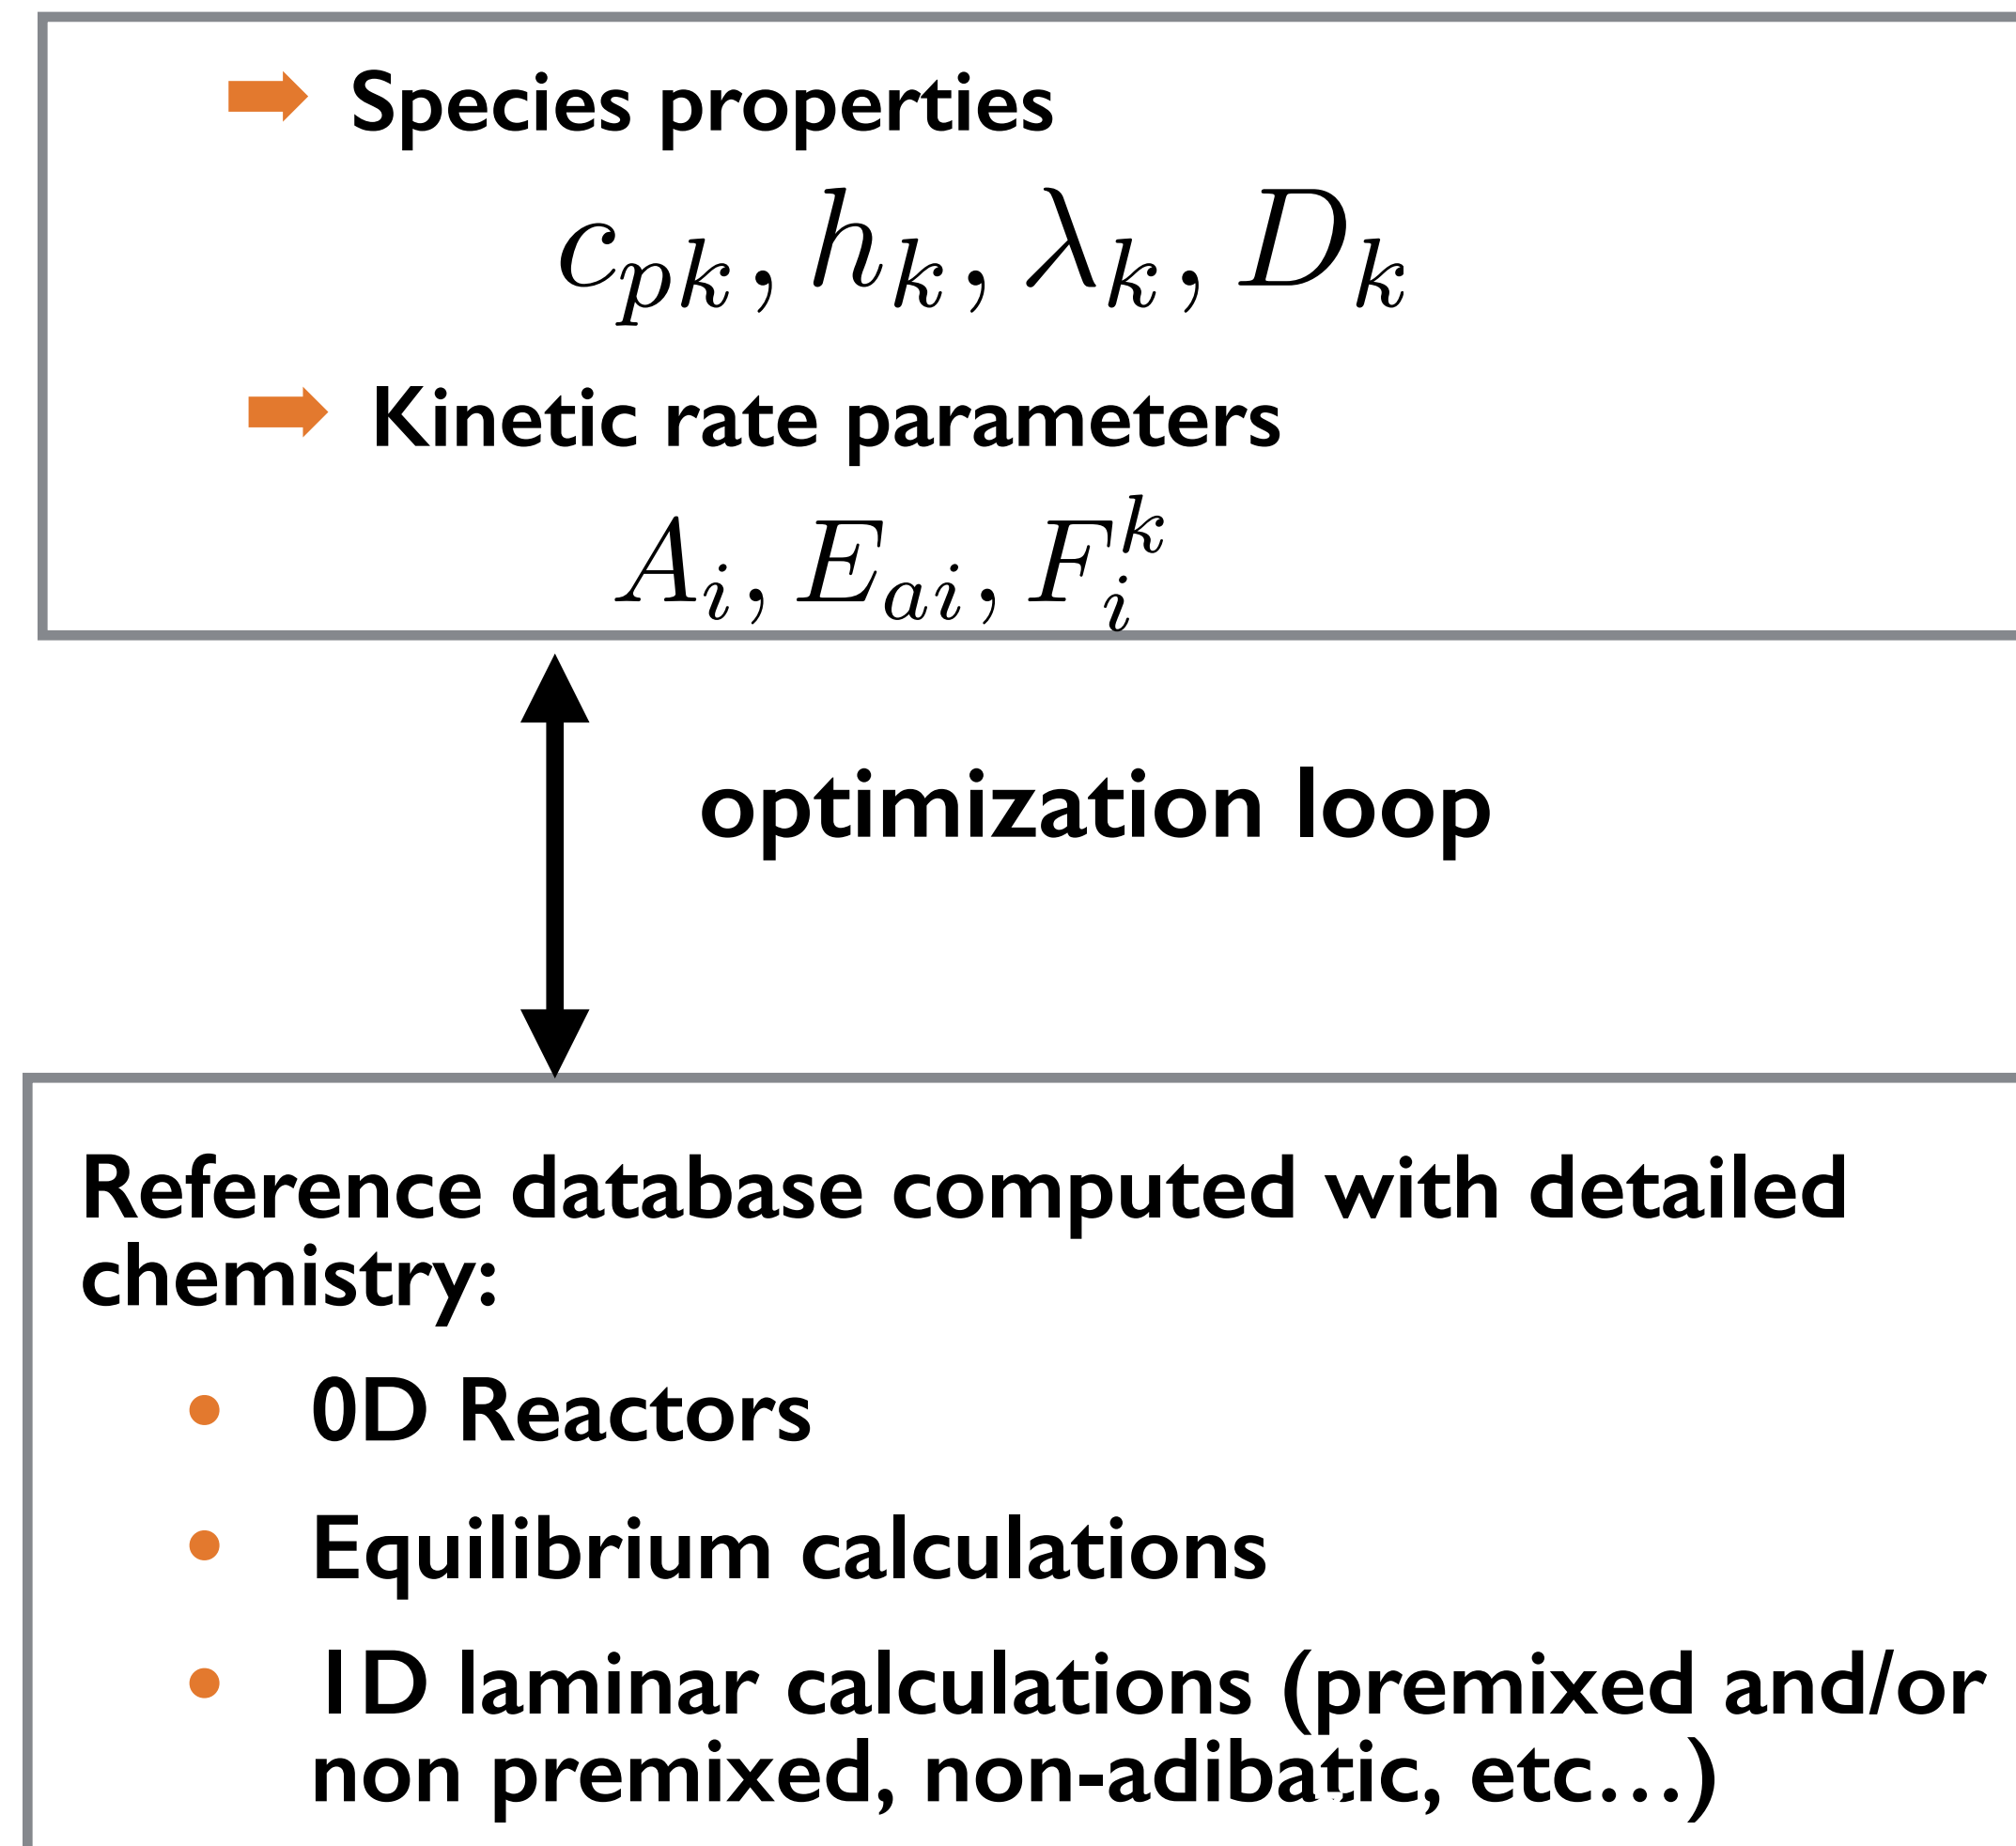 Species properties
c_{pk}, h_k, λ_k, D_k
Kinetic rate parameters
A_i, E_{ai}, F_i^k
optimization loop
Reference database computed with detailed
chemistry:
• 0D Reactors
• Equilibrium calculations
• 1D laminar calculations (premixed and/or
non premixed, non-adibatic, etc...)